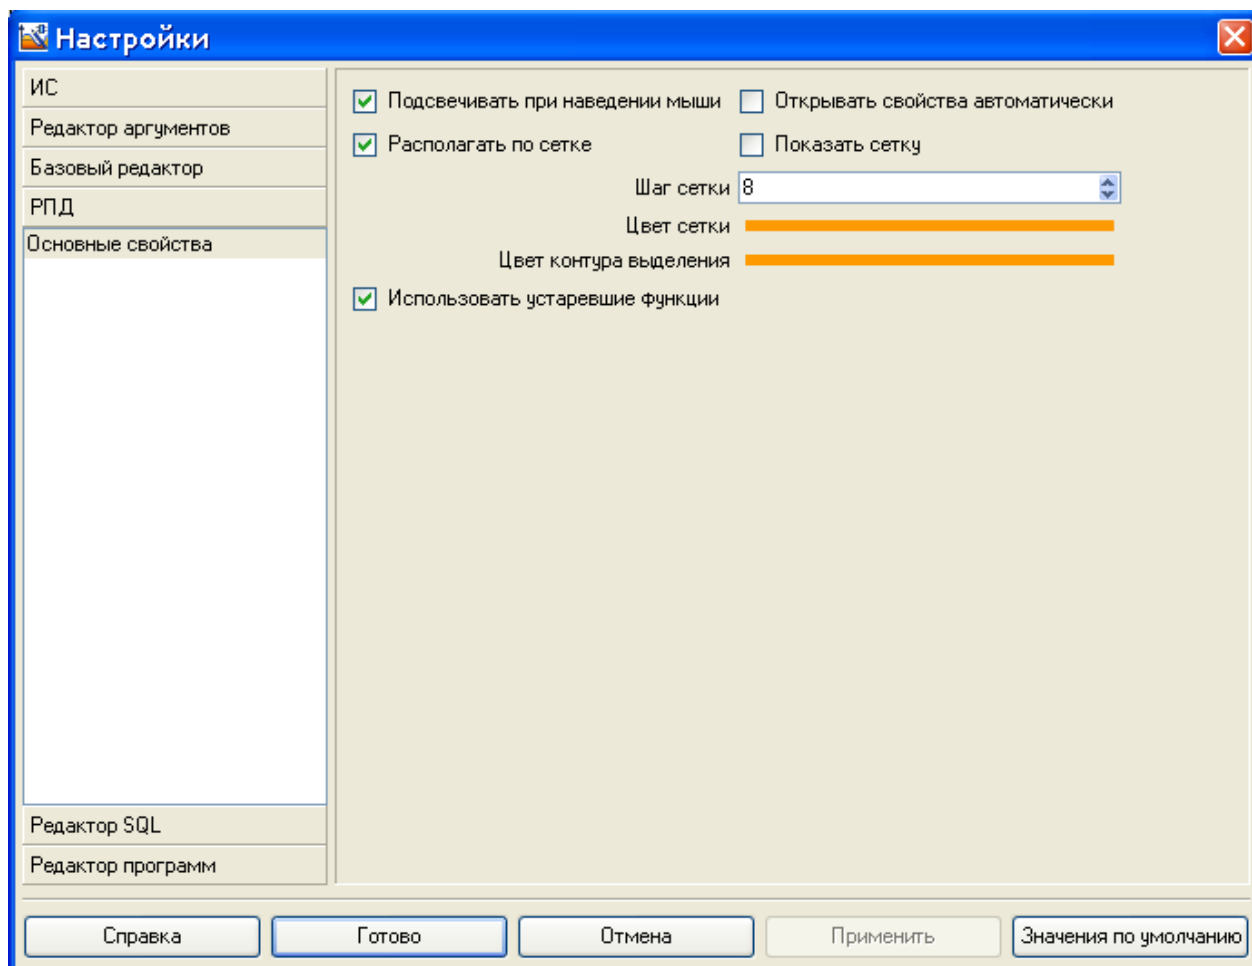 Настройки
ИС
Редактор аргументов
Базовый редактор
РПД
Основные свойства
Редактор SQL
Редактор программ
Подсвечивать при наведении мыши
Открывать свойства автоматически
Располагать по сетке
Показать сетку
Шаг сетки 8
Цвет сетки
Цвет контура выделения
Использовать устаревшие функции
Справка
Готово
Отмена
Применить
Значения по умолчанию